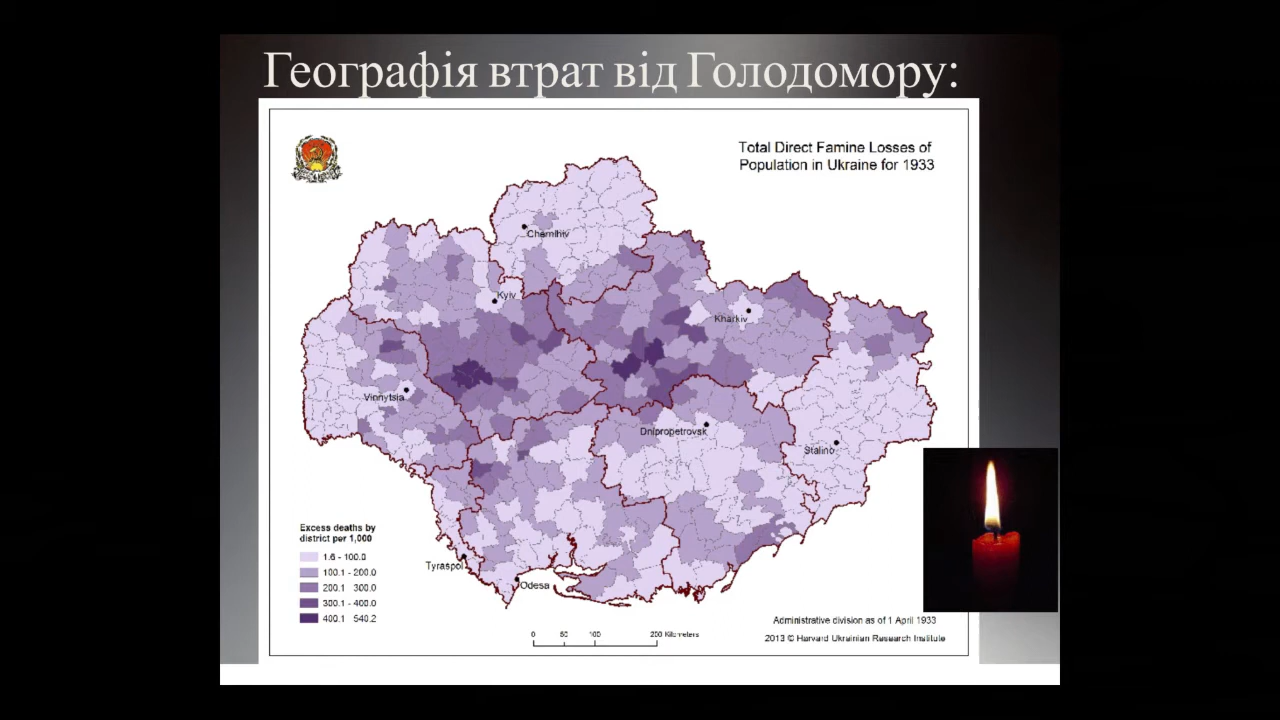 Географія втрат від Голодомору:
Total Direct Famine Losses of
Population in Ukraine for 1933
Chernihiv
Kyiv
Kharkiv
Vinnytsia
Dnipropetrovsk
Stalino
Excess deaths by
district per 1,000
1.6 - 100.0
100.1 - 200.0
200.1 300.0
300.1 - 400.0
400.1 540.2
Tyraspol
Odesa
0 50 100 200 Kilometers
Administrative division as of 1 April 1933
2013 © Harvard Ukrainian Research Institute